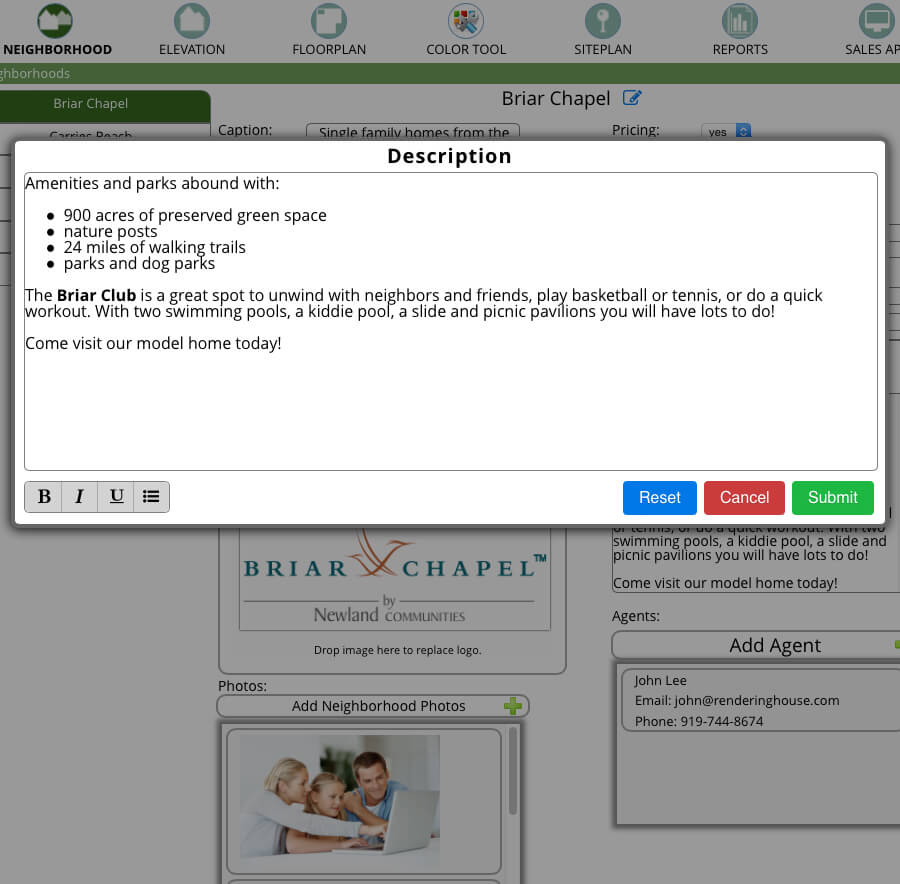 NEIGHBORHOOD ELEVATION FLOORPLAN COLOR TOOL SITEPLAN REPORTS SALES AP
ghborhoods
Briar Chapel
Briar Chapel
Carries Reach
Caption: Single family homes from the Pricing: yes
Description
Amenities and parks abound with:
• 900 acres of preserved green space
• nature posts
• 24 miles of walking trails
• parks and dog parks
The Briar Club is a great spot to unwind with neighbors and friends, play basketball or tennis, or do a quick
workout. With two swimming pools, a kiddie pool, a slide and picnic pavilions you will have lots to do!
Come visit our model home today!
B I U
Reset Cancel Submit
or tennis, or do a quick workout. With two
swimming pools, a kiddie pool, a slide and
picnic pavilions you will have lots to do!
Come visit our model home today!
BRIAR CHAPEL™
by
Newland COMMUNITIES
Drop image here to replace logo.
Agents:
Add Agent
John Lee
Email: john@renderinghouse.com
Phone: 919-744-8674
Photos:
Add Neighborhood Photos